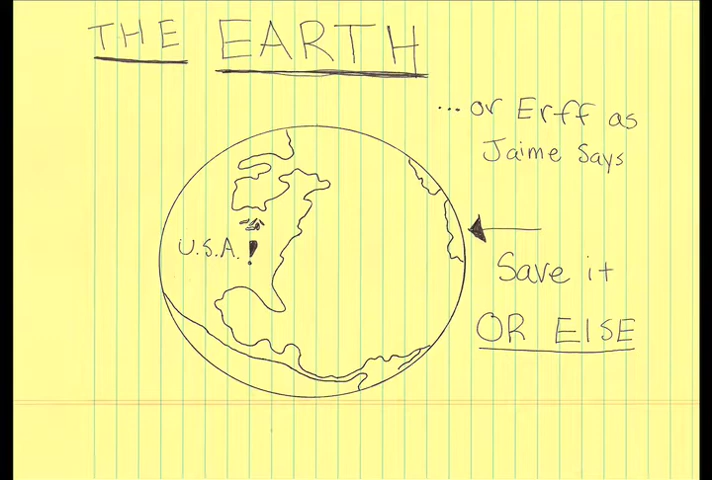 THE EARTH
...or Erff as
Jaime Says
U.S.A!
Save it
OR ElSE